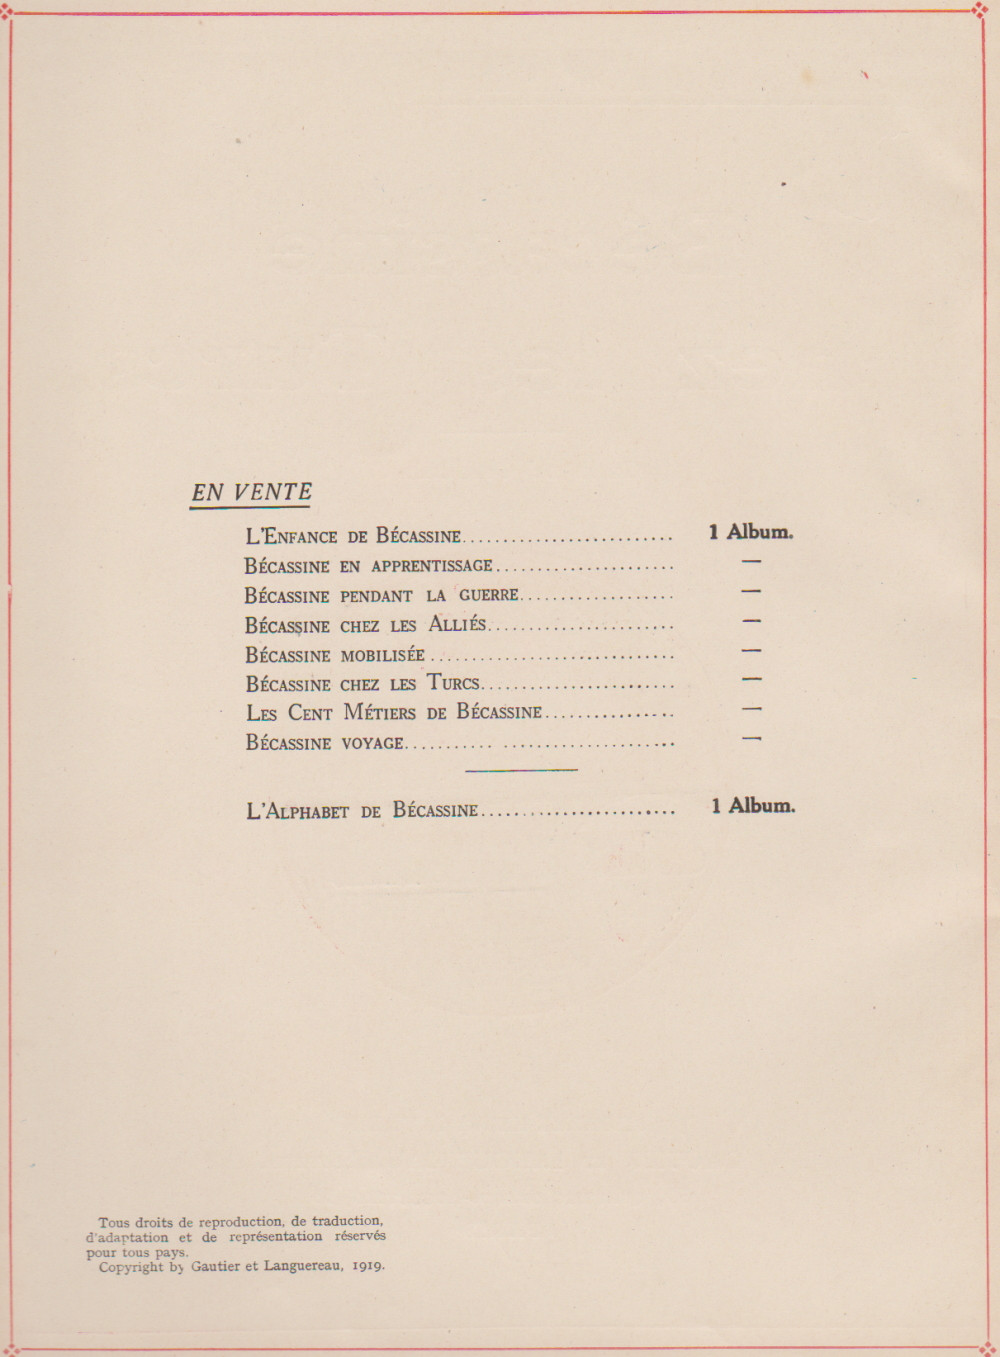 EN VENTE
L'Enfance de Bécassine.......................... 1 Album.
Bécassine en apprentissage...................... —
Bécassine pendant la guerre................... —
Bécassine chez les Alliés....................... —
Bécassine mobilisée.............................. —
Bécassine chez les Turcs........................ —
Les Cent Métiers de Bécassine................ —
Bécassine voyage........... ..................... —
L'Alphabet de Bécassine........................ 1 Album.
Tous droits de reproduction, de traduction,
d'adaptation et de représentation réservés
pour tous pays.
Copyright by Gautier et Languereau, 1919.